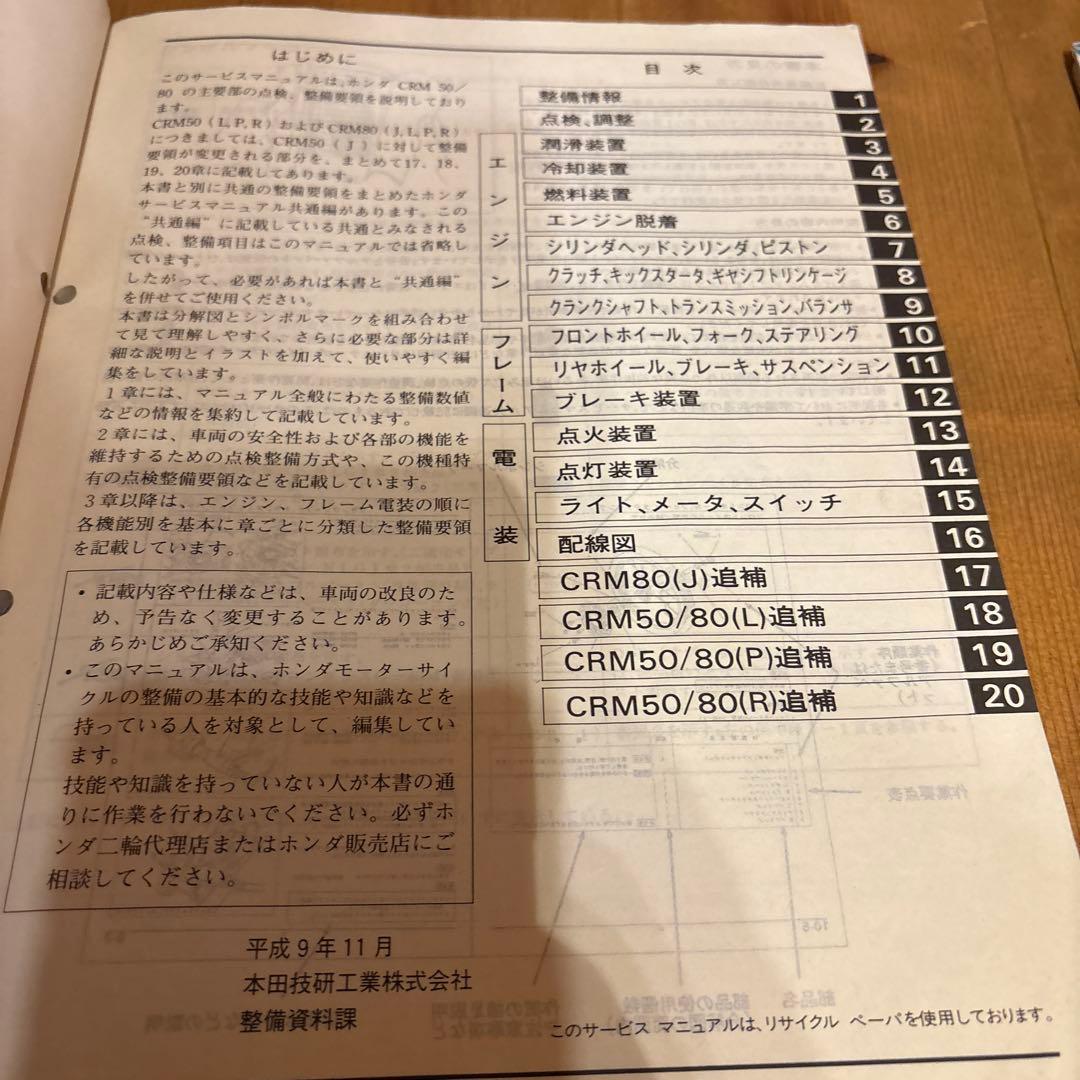 はじめに
このサービスマニュアルは、ホンダ CRM 50/
80 の主要部の点検、整備要領を説明しており
ます。
CRM50(L,P,R)およびCRM80(J,L,P,R)
につきましては、CRM50(J)に対して整備
要領が変更される部分を、まとめて17、18、
19、20章に記載してあります。
本書と別に共通の整備要領をまとめたホンダ
サービスマニュアル共通編があります。この
“共通編”に記載している共通とみなされる
点検、整備項目はこのマニュアルでは省略し
ています。
したがって、必要があれば本書と“共通編”
を併せてご使用ください。
本書は分解図とシンボルマークを組み合わせ
て見て理解しやすく、さらに必要な部分は詳
細な説明とイラストを加えて、使いやすく編
集をしています。
1章には、マニュアル全般にわたる整備数値
などの情報を集約して記載しています。
2章には、車両の安全性および各部の機能を
維持するための点検整備方式や、この機種特
有の点検整備要領などを記載しています。
3章以降は、エンジン、フレーム電装の順に
各機能別を基本に章ごとに分類した整備要領
を記載しています。
・記載内容や仕様などは、車両の改良のた
め、予告なく変更することがあります。
あらかじめご承知ください。
・このマニュアルは、ホンダモーターサイ
クルの整備の基本的な技能や知識などを
持っている人を対象として、編集してい
ます。
技能や知識を持っていない人が本書の通
りに作業を行わないでください。必ずホ
ンダ二輪代理店またはホンダ販売店にご
相談してください。
平成9年11月
本田技研工業株式会社
整備資料課
目次
整備情報 1
点検、調整 2
エンジン
潤滑装置 3
冷却装置 4
燃料装置 5
エンジン脱着 6
シリンダヘッド、シリンダ、ピストン 7
クラッチ、キックスタータ、ギヤシフトリンケージ 8
クランクシャフト、トランスミッション、バランサ 9
フレーム
フロントホイール、フォーク、ステアリング 10
リヤホイール、ブレーキ、サスペンション 11
ブレーキ装置 12
電装
点火装置 13
点灯装置 14
ライト、メータ、スイッチ 15
配線図 16
CRM80(J)追補 17
CRM50/80(L)追補 18
CRM50/80(P)追補 19
CRM50/80(R)追補 20
このサービス マニュアルは、リサイクル ペーパを使用しております。